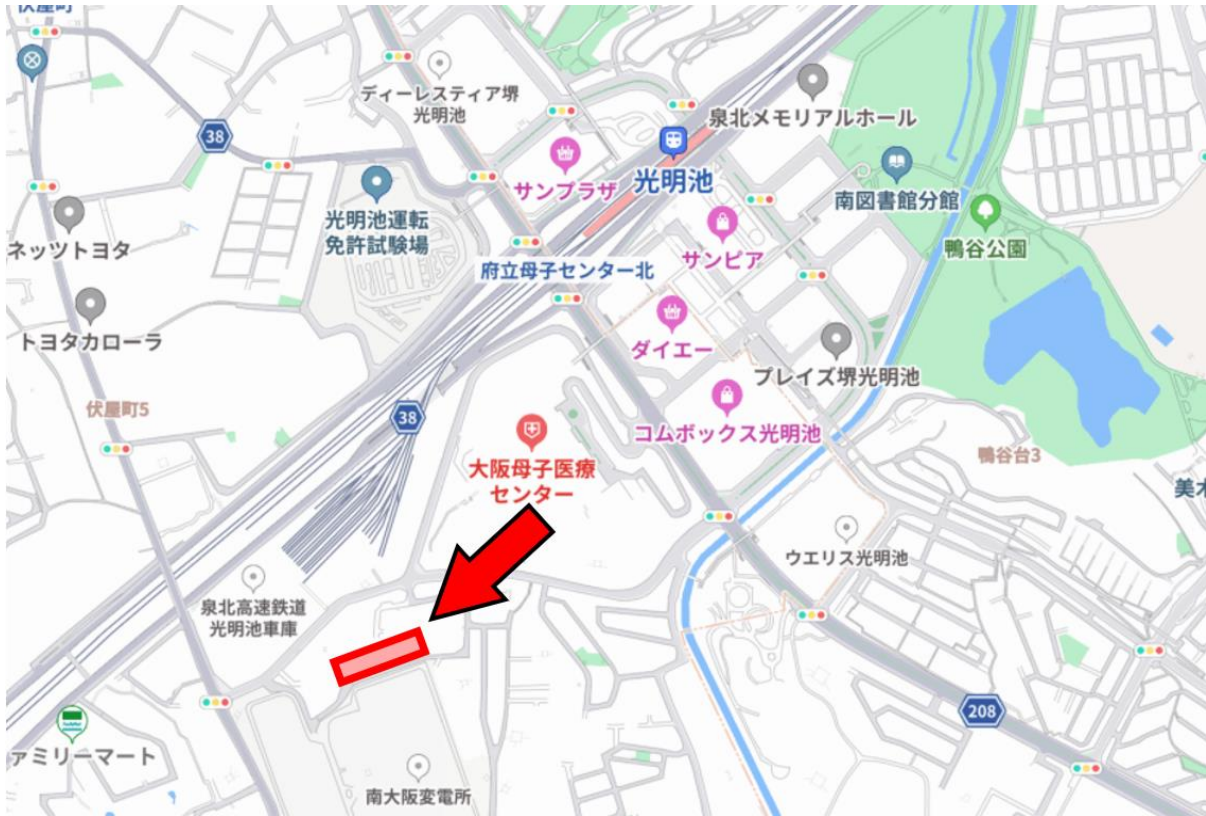 伏屋町
38
ディーレスティア堺
光明池
泉北メモリアルホール
サンプラザ
光明池
南図書館分館
光明池運転
免許試験場
ネッツトヨタ
サンピア
鴨谷公園
府立母子センター北
トヨタカローラ
ダイエー
プレイズ堺光明池
伏屋町5
38
コムボックス光明池
大阪母子医療
センター
鴨谷台3
美木
ウエリス光明池
泉北高速鉄道
光明池車庫
208
ァミリーマート
南大阪変電所